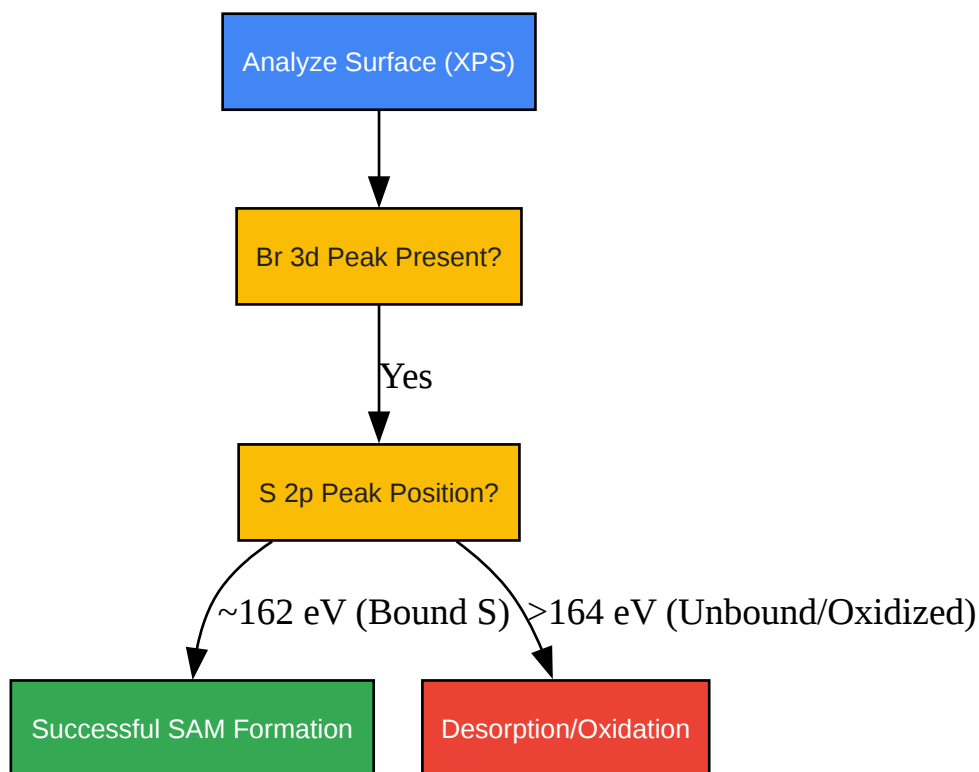 Analyze Surface (XPS)
Br 3d Peak Present?
Yes
S 2p Peak Position?
~162 eV (Bound S)
>164 eV (Unbound/Oxidized)
Successful SAM Formation
Desorption/Oxidation